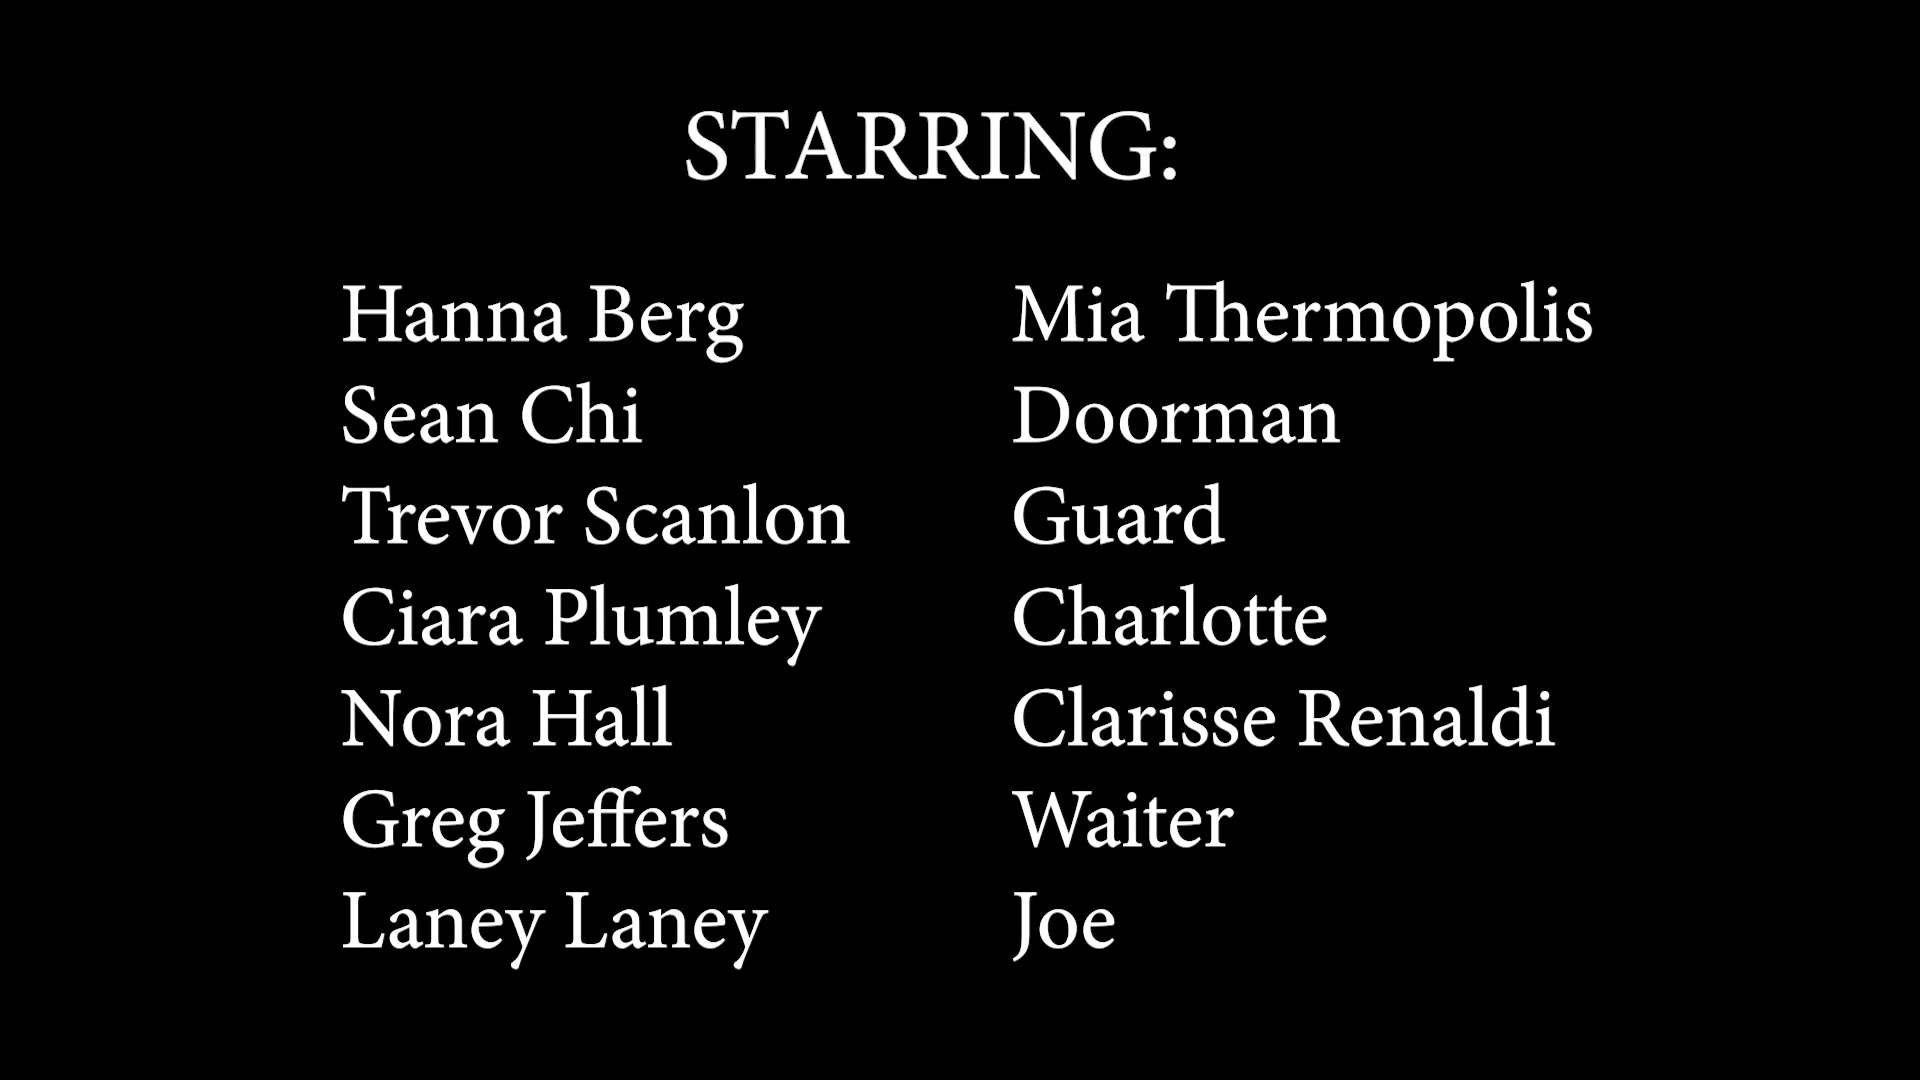 STARRING:
Hanna Berg Mia Thermopolis
Sean Chi Doorman
Trevor Scanlon Guard
Ciara Plumley Charlotte
Nora Hall Clarisse Renaldi
Greg Jeffers Waiter
Laney Laney Joe